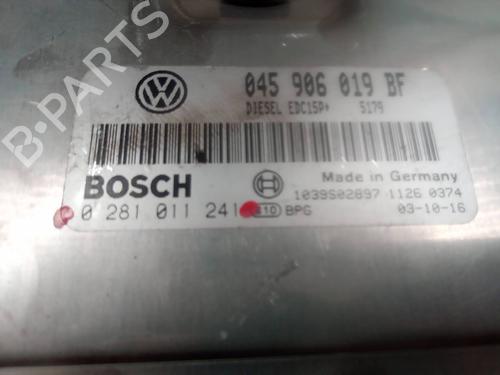 045 906 019 BF
DIESEL EDC15P+ 5179
BOSCH
Made in Germany
1039S02897 1126 0374
0 281 011 241 E10 BPG 03-10-16
B-PARTS